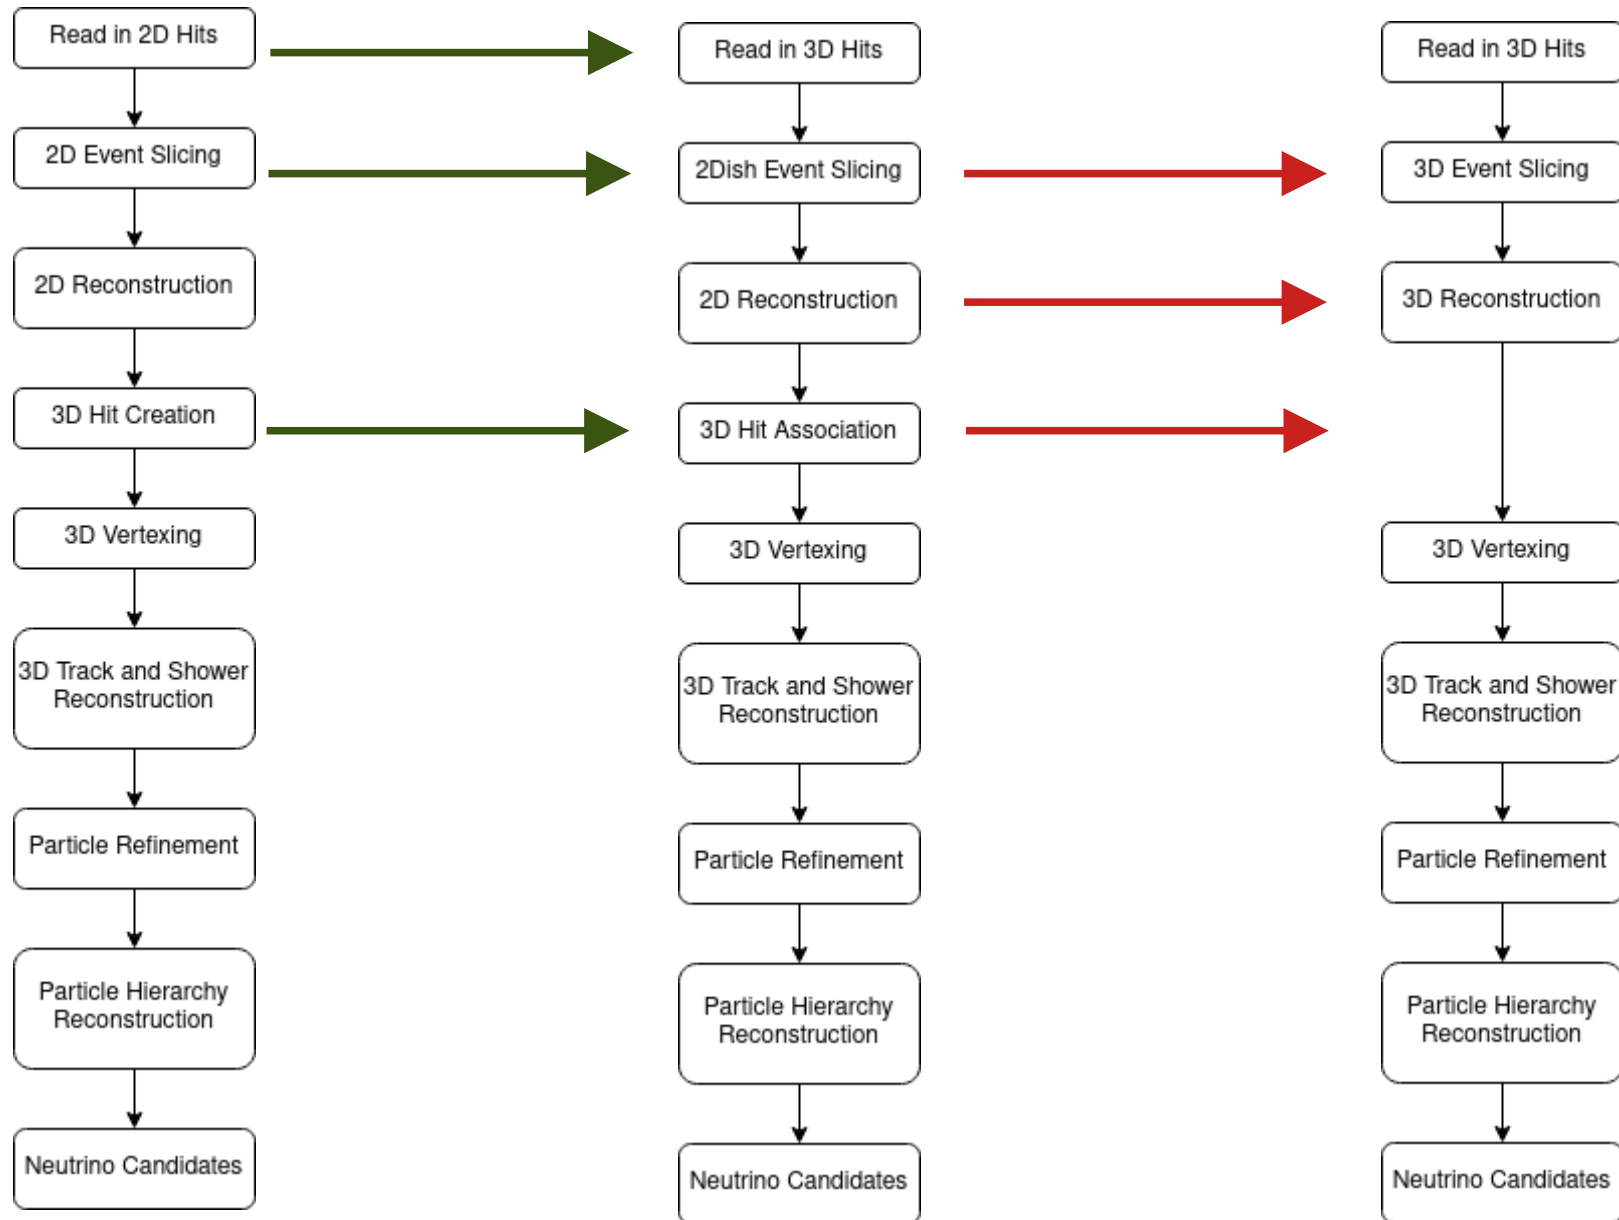 Read in 2D Hits
2D Event Slicing
2D Reconstruction
3D Hit Creation
3D Vertexing
3D Track and Shower
Reconstruction
Particle Refinement
Particle Hierarchy
Reconstruction
Neutrino Candidates
Read in 3D Hits
2Dish Event Slicing
2D Reconstruction
3D Hit Association
3D Vertexing
3D Track and Shower
Reconstruction
Particle Refinement
Particle Hierarchy
Reconstruction
Neutrino Candidates
Read in 3D Hits
3D Event Slicing
3D Reconstruction
3D Vertexing
3D Track and Shower
Reconstruction
Particle Refinement
Particle Hierarchy
Reconstruction
Neutrino Candidates